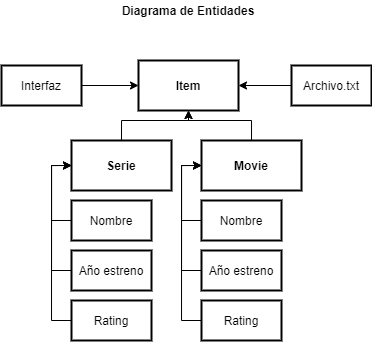 Diagrama de Entidades
Interfaz
Item
Archivo.txt
Serie
Movie
Nombre
Nombre
Año estreno
Año estreno
Rating
Rating